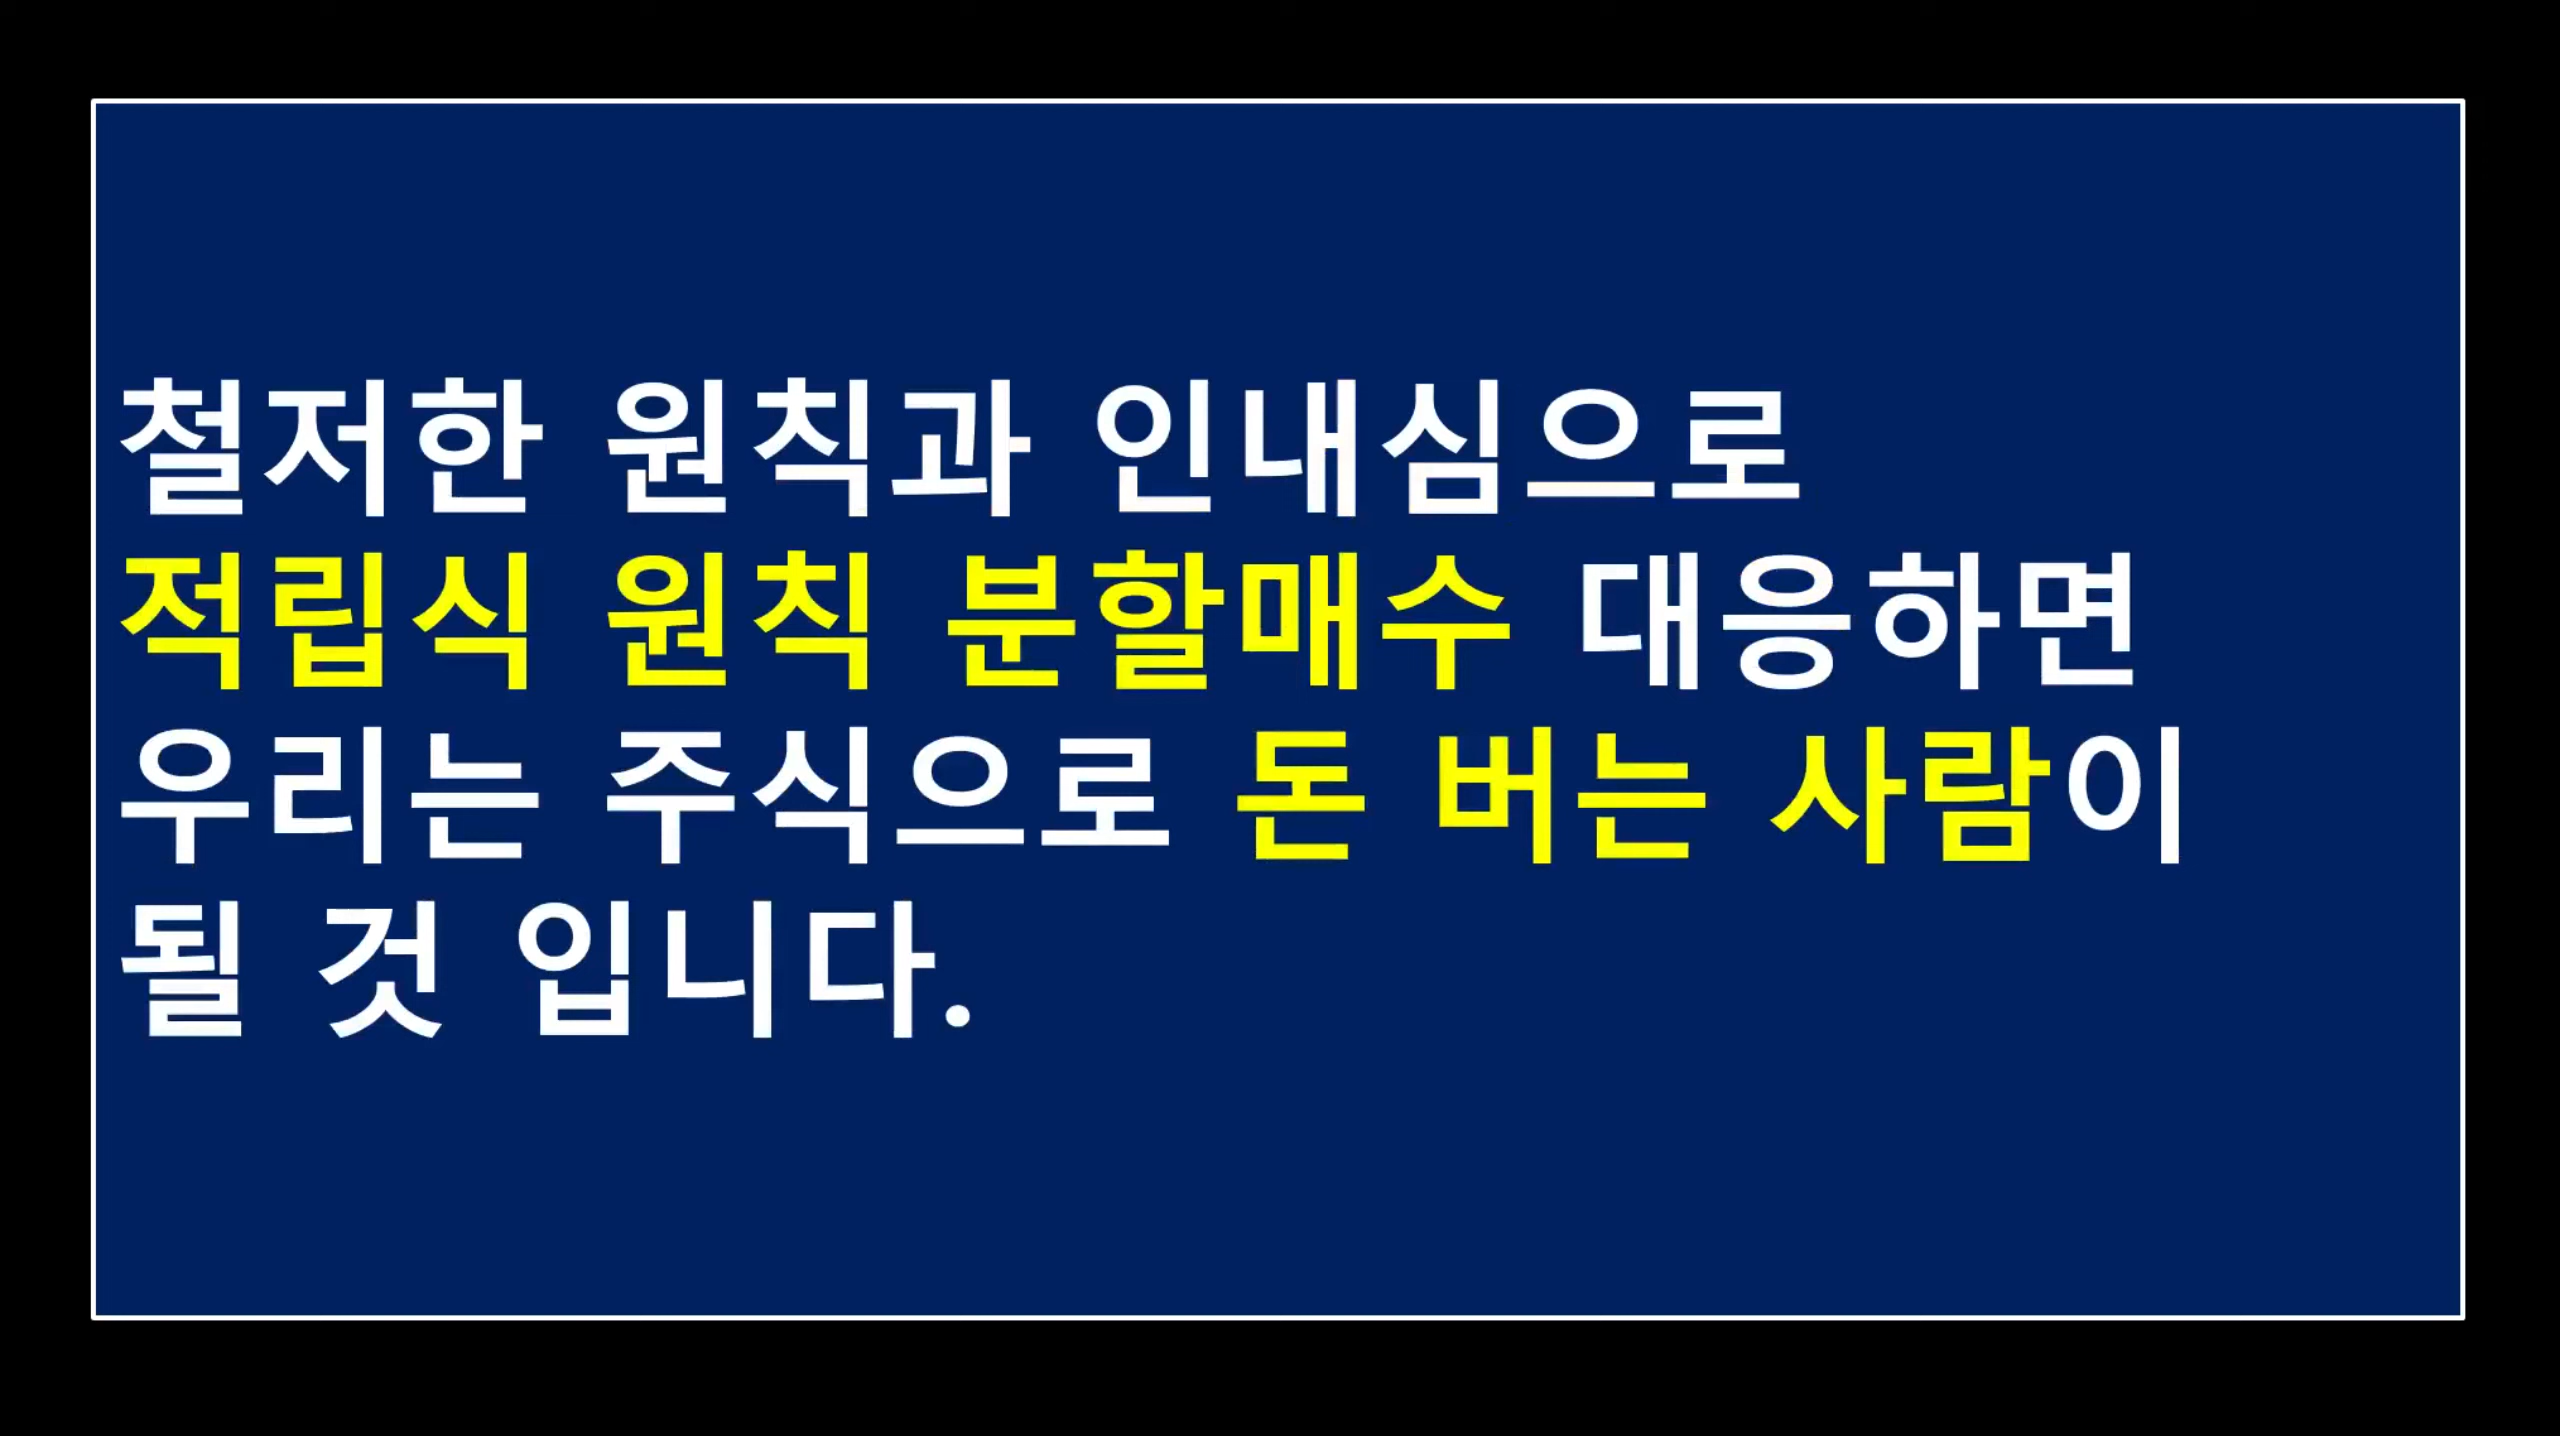 철저한 원칙과 인내심으로
적립식 원칙 분할매수 대응하면
우리는 주식으로 돈 버는 사람이
될 것 입니다.